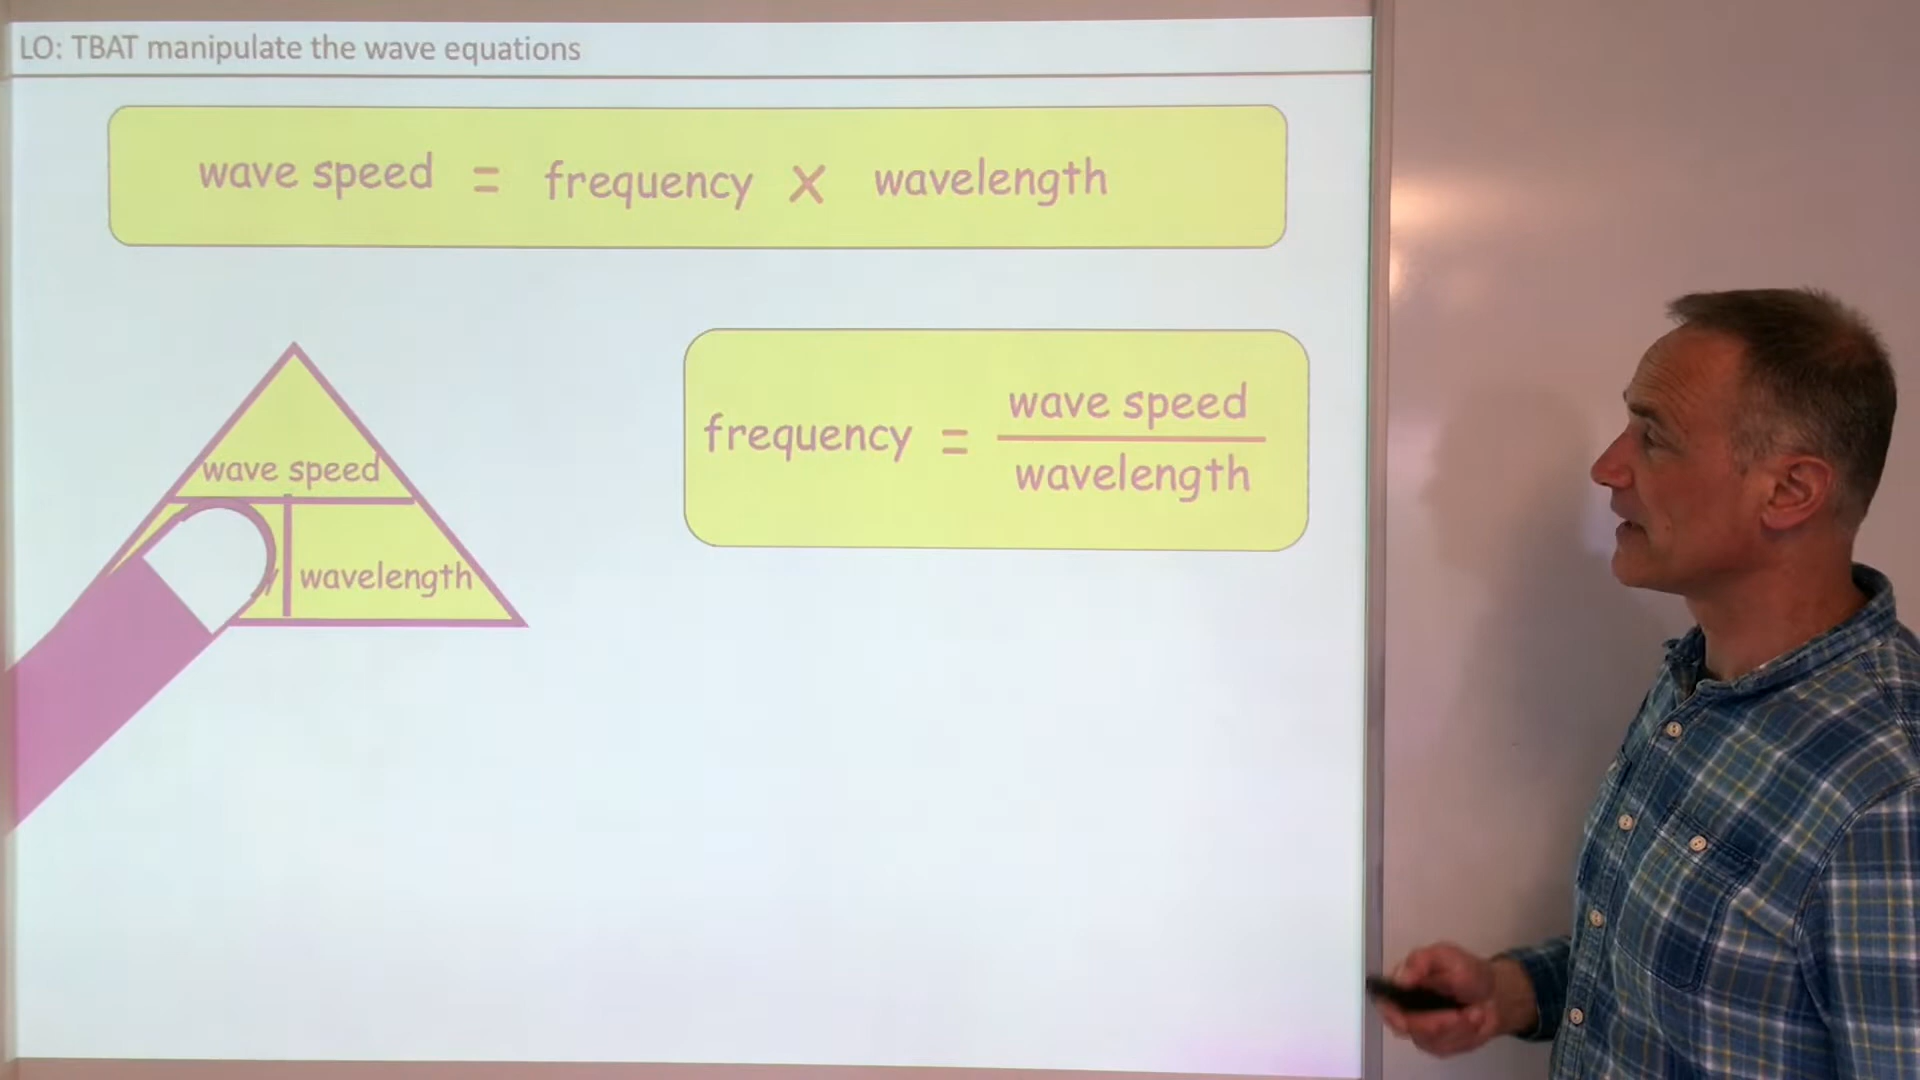 LO: TBAT manipulate the wave equations
wave speed = frequency X wavelength
wave speed
wavelength
frequency = wave speed
wavelength